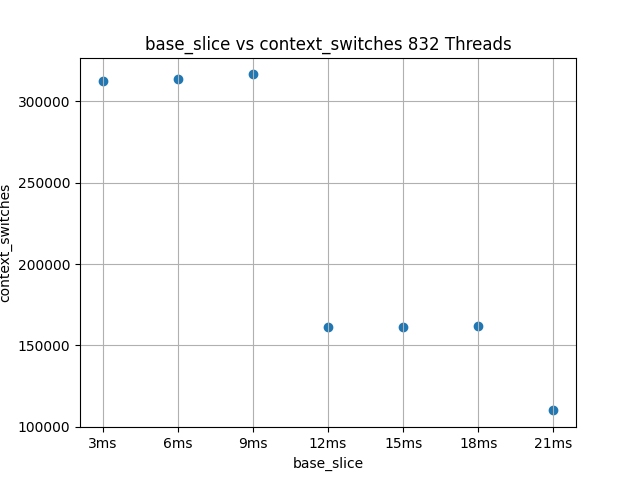 base_slice vs context_switches 832 Threads
context_switches
300000
250000
200000
150000
100000
3ms 6ms 9ms 12ms 15ms 18ms 21ms
base_slice